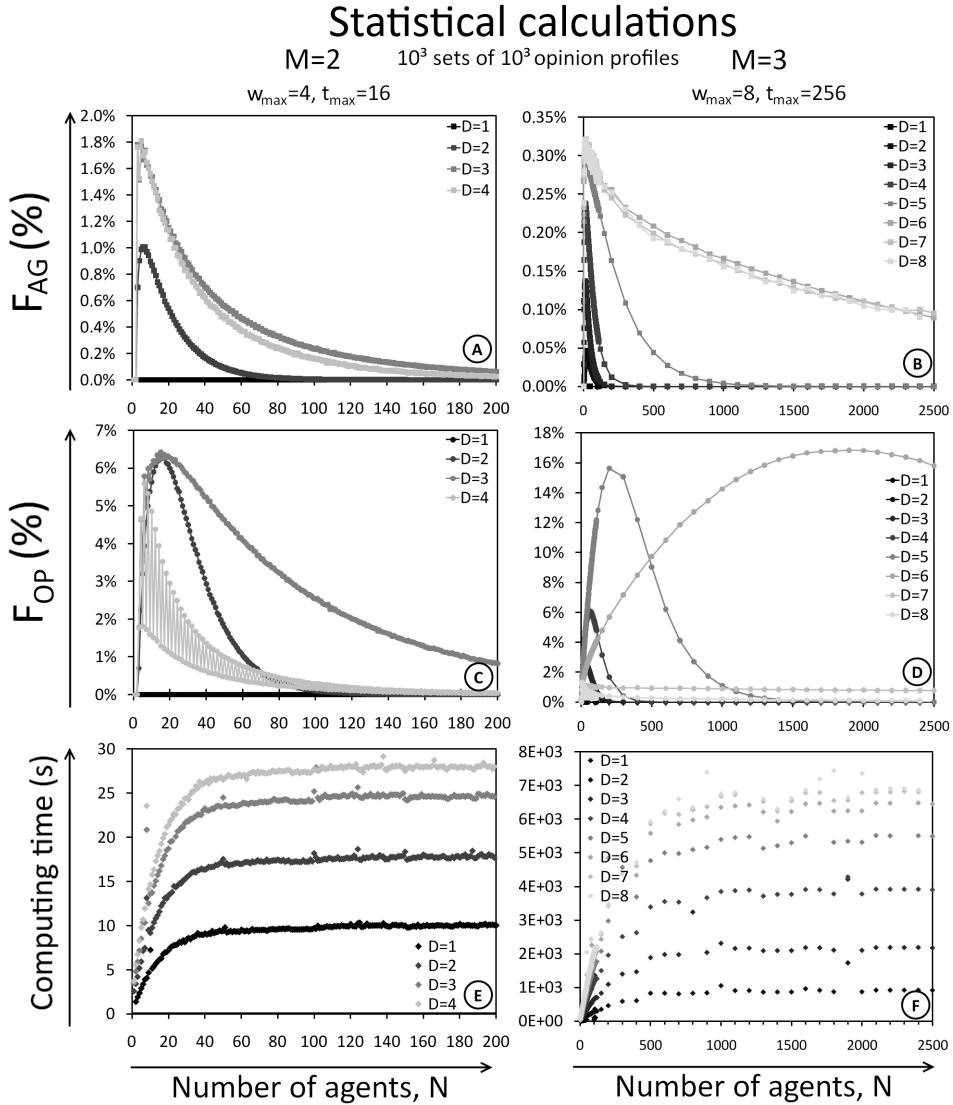 Statistical calculations
M=2 10³ sets of 10³ opinion profiles M=3
wmax=4, tmax=16 wmax=8, tmax=256
FAG (%)
2.0%
1.8%
1.6%
1.4%
1.2%
1.0%
0.8%
0.6%
0.4%
0.2%
0.0%
D=1
D=2
D=3
D=4
A
0 20 40 60 80 100 120 140 160 180 200
0.35%
0.30%
0.25%
0.20%
0.15%
0.10%
0.05%
0.00%
D=1
D=2
D=3
D=4
D=5
D=6
D=7
D=8
B
0 500 1000 1500 2000 2500
FOP (%)
7%
6%
5%
4%
3%
2%
1%
0%
D=1
D=2
D=3
D=4
C
0 20 40 60 80 100 120 140 160 180 200
18%
16%
14%
12%
10%
8%
6%
4%
2%
0%
D=1
D=2
D=3
D=4
D=5
D=6
D=7
D=8
D
0 500 1000 1500 2000 2500
Computing time (s)
30
25
20
15
10
5
0
D=1
D=2
D=3
D=4
E
0 20 40 60 80 100 120 140 160 180 200
8E+03
7E+03
6E+03
5E+03
4E+03
3E+03
2E+03
1E+03
0E+00
D=1
D=2
D=3
D=4
D=5
D=6
D=7
D=8
F
0 500 1000 1500 2000 2500
Number of agents, N Number of agents, N